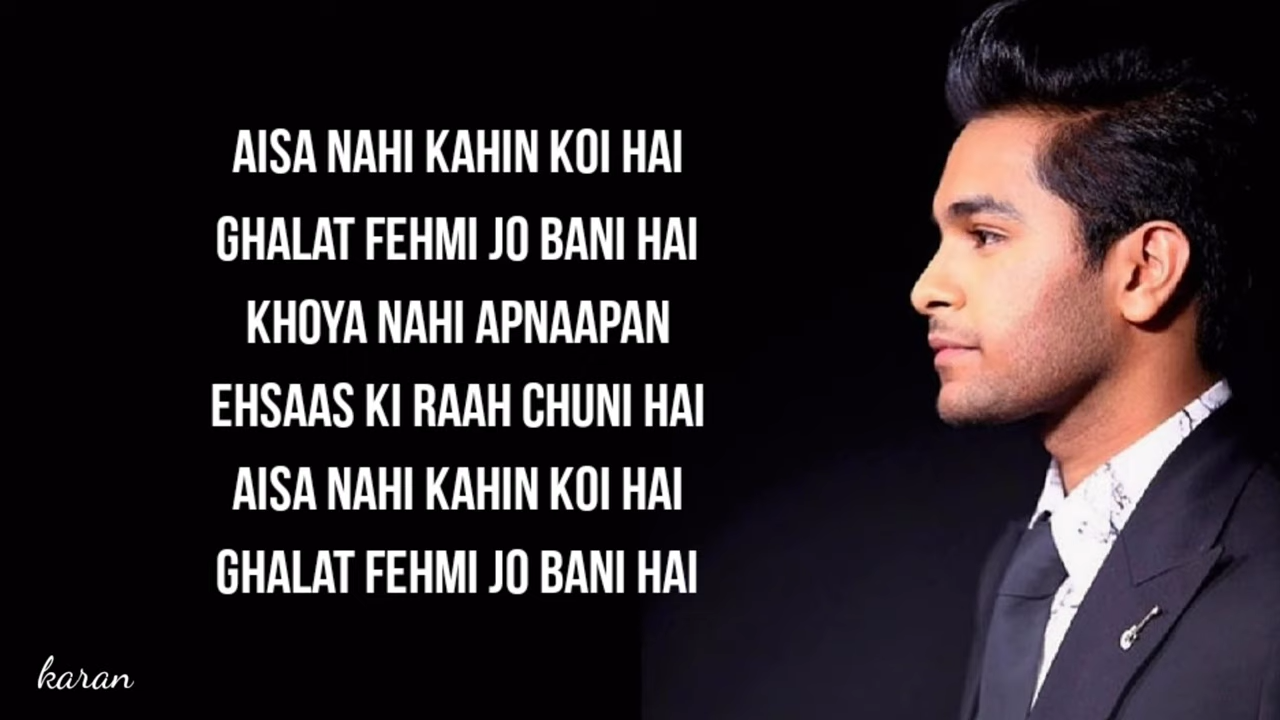 AISA NAHI KAHIN KOI HAI
GHALAT FEHMI JO BANI HAI
KHOYA NAHI APNAAPAN
EHSAAS KI RAAH CHUNI HAI
AISA NAHI KAHIN KOI HAI
GHALAT FEHMI JO BANI HAI
karan